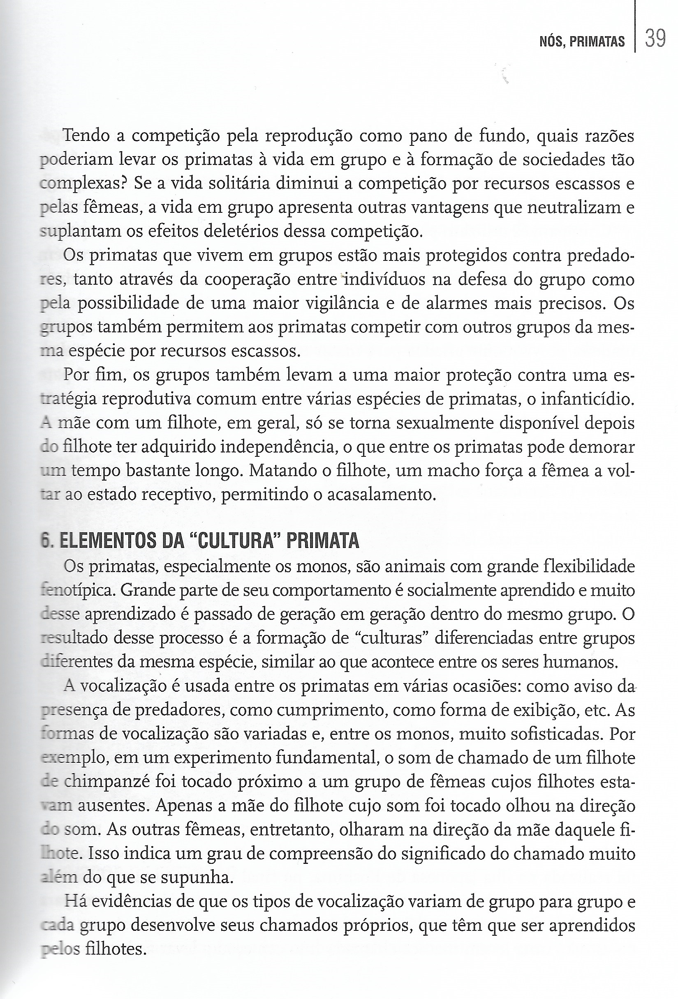 NÓS, PRIMATAS 39
Tendo a competição pela reprodução como pano de fundo, quais razões
poderiam levar os primatas à vida em grupo e à formação de sociedades tão
complexas? Se a vida solitária diminui a competição por recursos escassos e
pelas fêmeas, a vida em grupo apresenta outras vantagens que neutralizam e
suplantam os efeitos deletérios dessa competição.
Os primatas que vivem em grupos estão mais protegidos contra predado-
res, tanto através da cooperação entre indivíduos na defesa do grupo como
pela possibilidade de uma maior vigilância e de alarmes mais precisos. Os
grupos também permitem aos primatas competir com outros grupos da mes-
ma espécie por recursos escassos.
Por fim, os grupos também levam a uma maior proteção contra uma es-
tratégia reprodutiva comum entre várias espécies de primatas, o infanticídio.
A mãe com um filhote, em geral, só se torna sexualmente disponível depois
do filhote ter adquirido independência, o que entre os primatas pode demorar
um tempo bastante longo. Matando o filhote, um macho força a fêmea a vol-
tar ao estado receptivo, permitindo o acasalamento.
6. ELEMENTOS DA “CULTURA” PRIMATA
Os primatas, especialmente os monos, são animais com grande flexibilidade
fenotípica. Grande parte de seu comportamento é socialmente aprendido e muito
desse aprendizado é passado de geração em geração dentro do mesmo grupo. O
resultado desse processo é a formação de “culturas” diferenciadas entre grupos
diferentes da mesma espécie, similar ao que acontece entre os seres humanos.
A vocalização é usada entre os primatas em várias ocasiões: como aviso da
presença de predadores, como cumprimento, como forma de exibição, etc. As
formas de vocalização são variadas e, entre os monos, muito sofisticadas. Por
exemplo, em um experimento fundamental, o som de chamado de um filhote
de chimpanzé foi tocado próximo a um grupo de fêmeas cujos filhotes esta-
vam ausentes. Apenas a mãe do filhote cujo som foi tocado olhou na direção
do som. As outras fêmeas, entretanto, olharam na direção da mãe daquele fi-
lhote. Isso indica um grau de compreensão do significado do chamado muito
além do que se supunha.
Há evidências de que os tipos de vocalização variam de grupo para grupo e
cada grupo desenvolve seus chamados próprios, que têm que ser aprendidos
pelos filhotes.